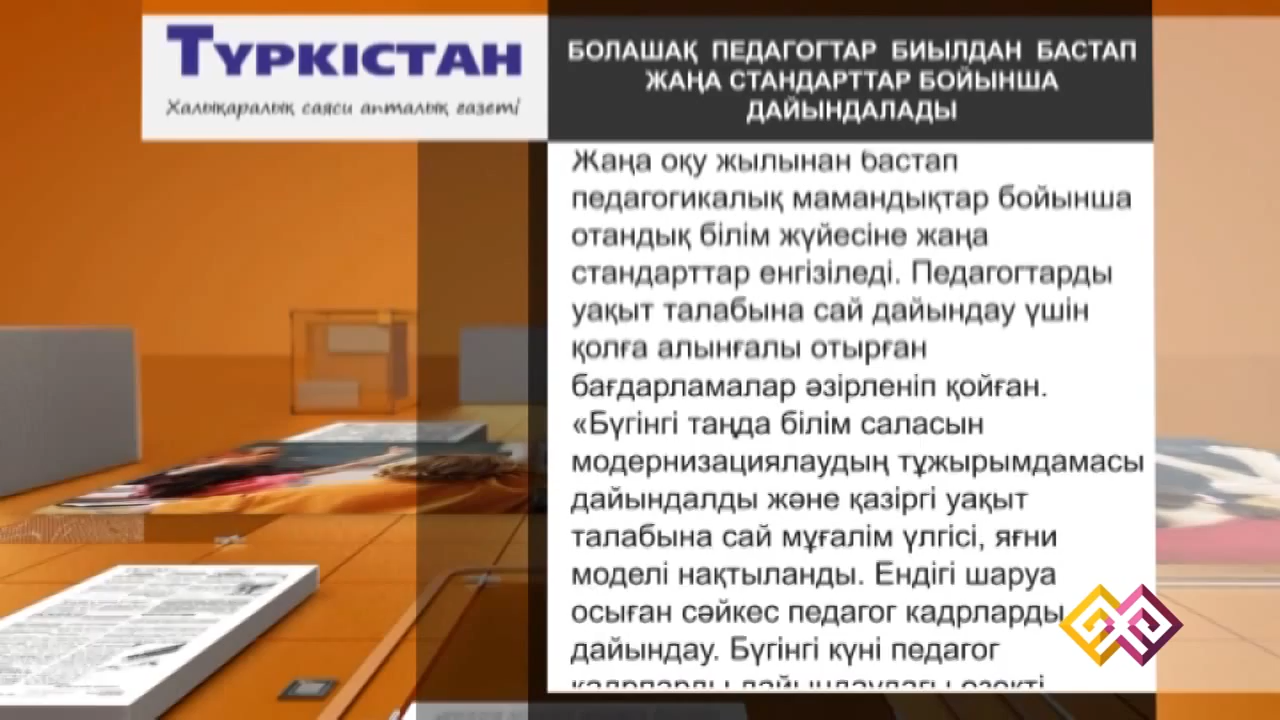 ТҮРКІСТАН
Халықаралық саяси апталық газеті
БОЛАШАҚ ПЕДАГОГТАР БИЫЛДАН БАСТАП
ЖАҢА СТАНДАРТТАР БОЙЫНША
ДАЙЫНДАЛАДЫ
Жаңа оқу жылынан бастап
педагогикалық мамандықтар бойынша
отандық білім жүйесіне жаңа
стандарттар енгізіледі. Педагогтарды
уақыт талабына сай дайындау үшін
қолға алынғалы отырған
бағдарламалар әзірленіп қойған.
«Бүгінгі таңда білім саласын
модернизациялаудың тұжырымдамасы
дайындалды және қазіргі уақыт
талабына сай мұғалім үлгісі, яғни
моделі нақтыланды. Ендігі шаруа
осыған сәйкес педагог кадрларды
дайындау. Бүгінгі күні педагог
кадрларды дайындаудағы өзекті